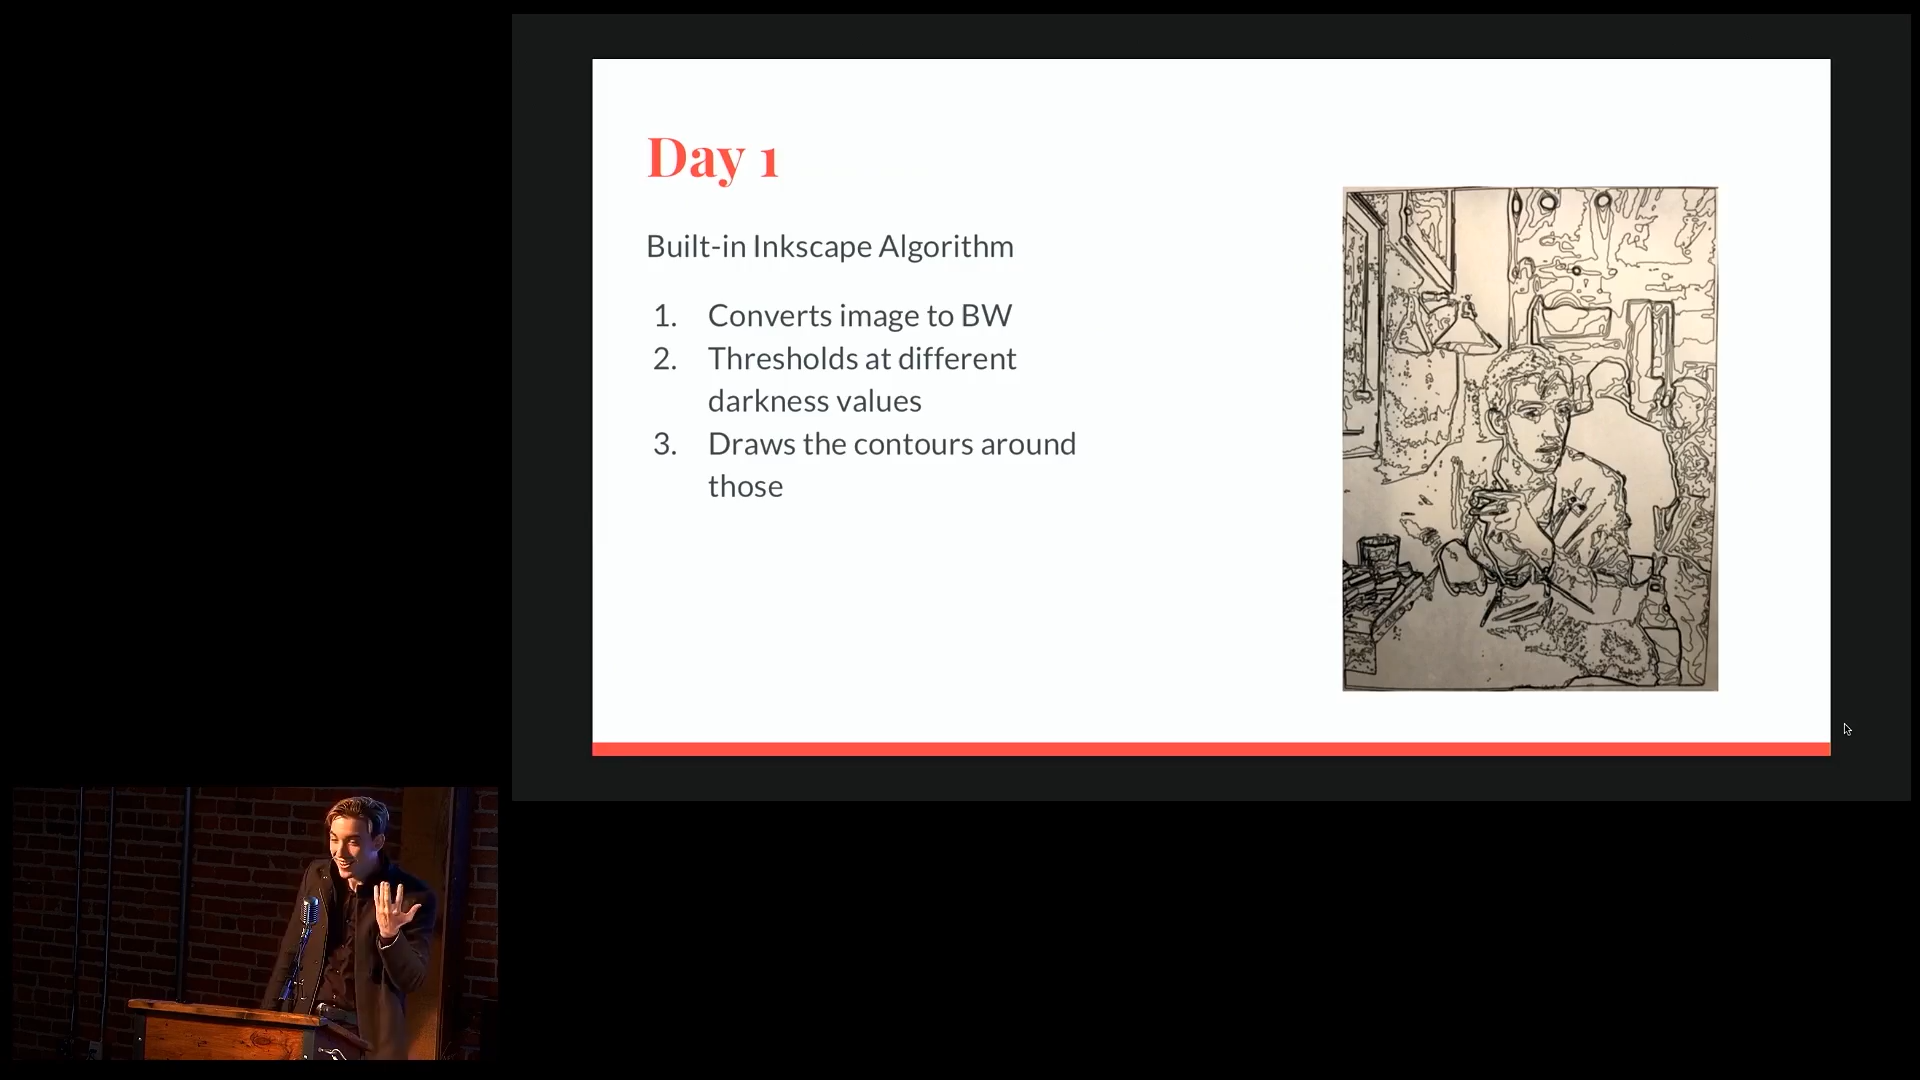 Day 1
Built-in Inkscape Algorithm
1. Converts image to BW
2. Thresholds at different
darkness values
3. Draws the contours around
those